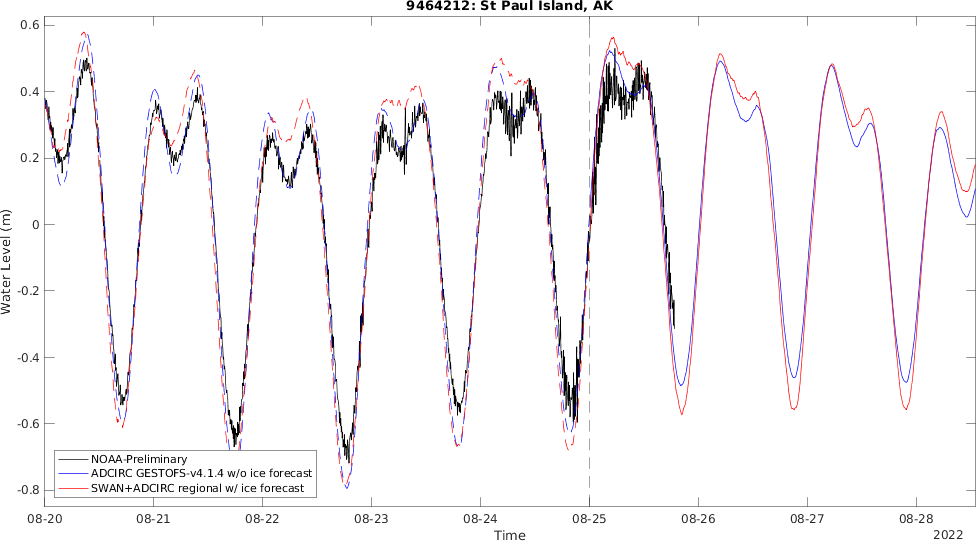 9464212: St Paul Island, AK
0.6
0.4
0.2
0
-0.2
-0.4
-0.6
-0.8
Water Level (m)
NOAA-Preliminary
ADCIRC GESTOFS-v4.1.4 w/o ice forecast
SWAN+ADCIRC regional w/ ice forecast
08-20 08-21 08-22 08-23 08-24 08-25 08-26 08-27 08-28
Time
2022